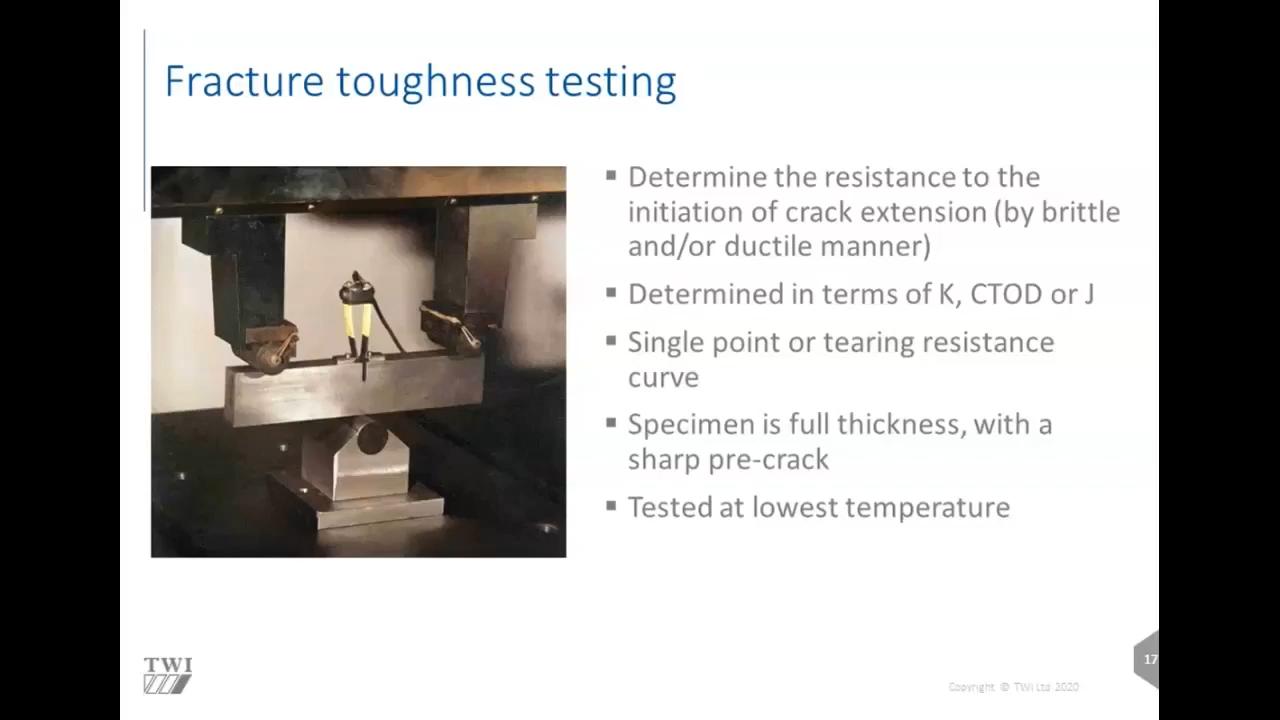 Fracture toughness testing
▪ Determine the resistance to the
initiation of crack extension (by brittle
and/or ductile manner)
▪ Determined in terms of K, CTOD or J
▪ Single point or tearing resistance
curve
▪ Specimen is full thickness, with a
sharp pre-crack
▪ Tested at lowest temperature
TWI
Copyright © TWI Ltd 2020
17